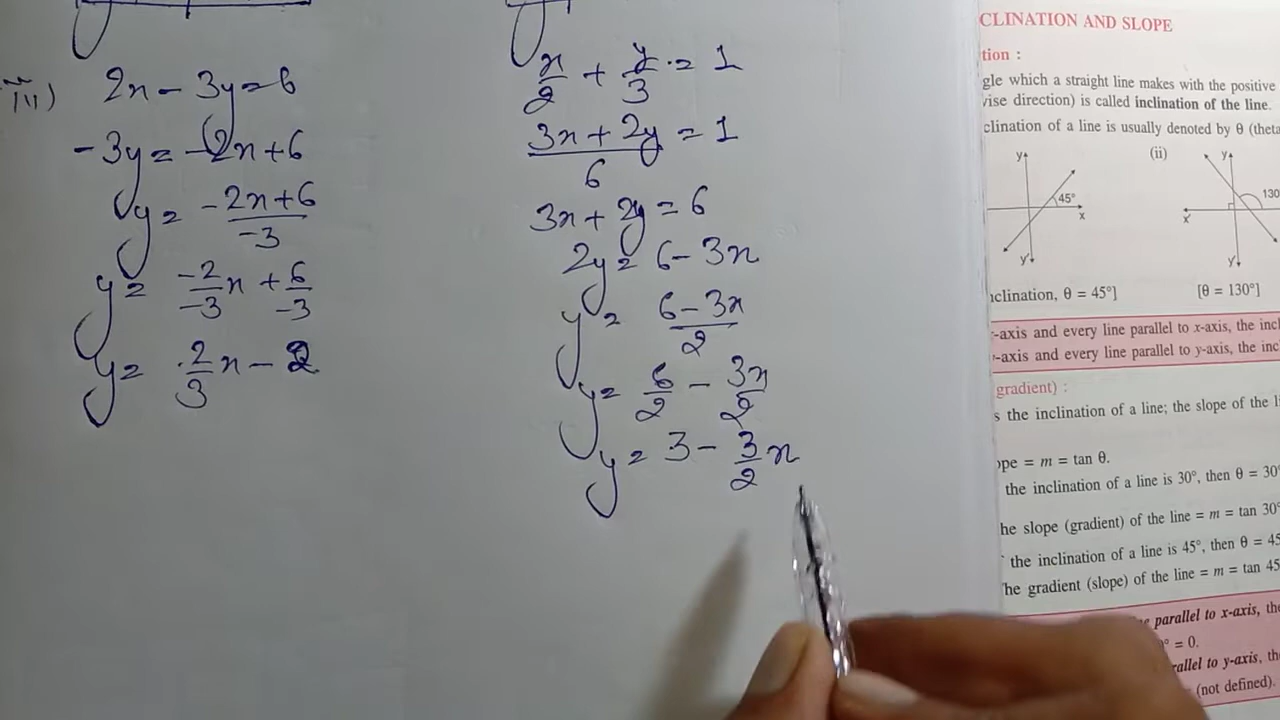 iii) 2x - 3y = 6
-3y = -2x + 6
y = -2x + 6 / -3
y = -2/-3 x + 6/-3
y = 2/3 x - 2
x/2 + y/3 = 1
3x + 2y / 6 = 1
3x + 2y = 6
2y = 6 - 3x
y = 6 - 3x / 2
y = 6/2 - 3x/2
y = 3 - 3/2 x
CLINATION AND SLOPE
tion :
gle which a straight line makes with the positive
vise direction) is called inclination of the line.
clination of a line is usually denoted by θ (theta
(ii)
y
45°
x
y'
y
130
x'
y'
nclination, θ = 45°]
[θ = 130°]
-axis and every line parallel to x-axis, the incl
-axis and every line parallel to y-axis, the inc
gradient) :
s the inclination of a line; the slope of the l
ope = m = tan θ.
the inclination of a line is 30°, then θ = 30°
he slope (gradient) of the line = m = tan 30°
the inclination of a line is 45°, then θ = 45
he gradient (slope) of the line = m = tan 45
parallel to x-axis, the
° = 0.
rallel to y-axis, the
(not defined).